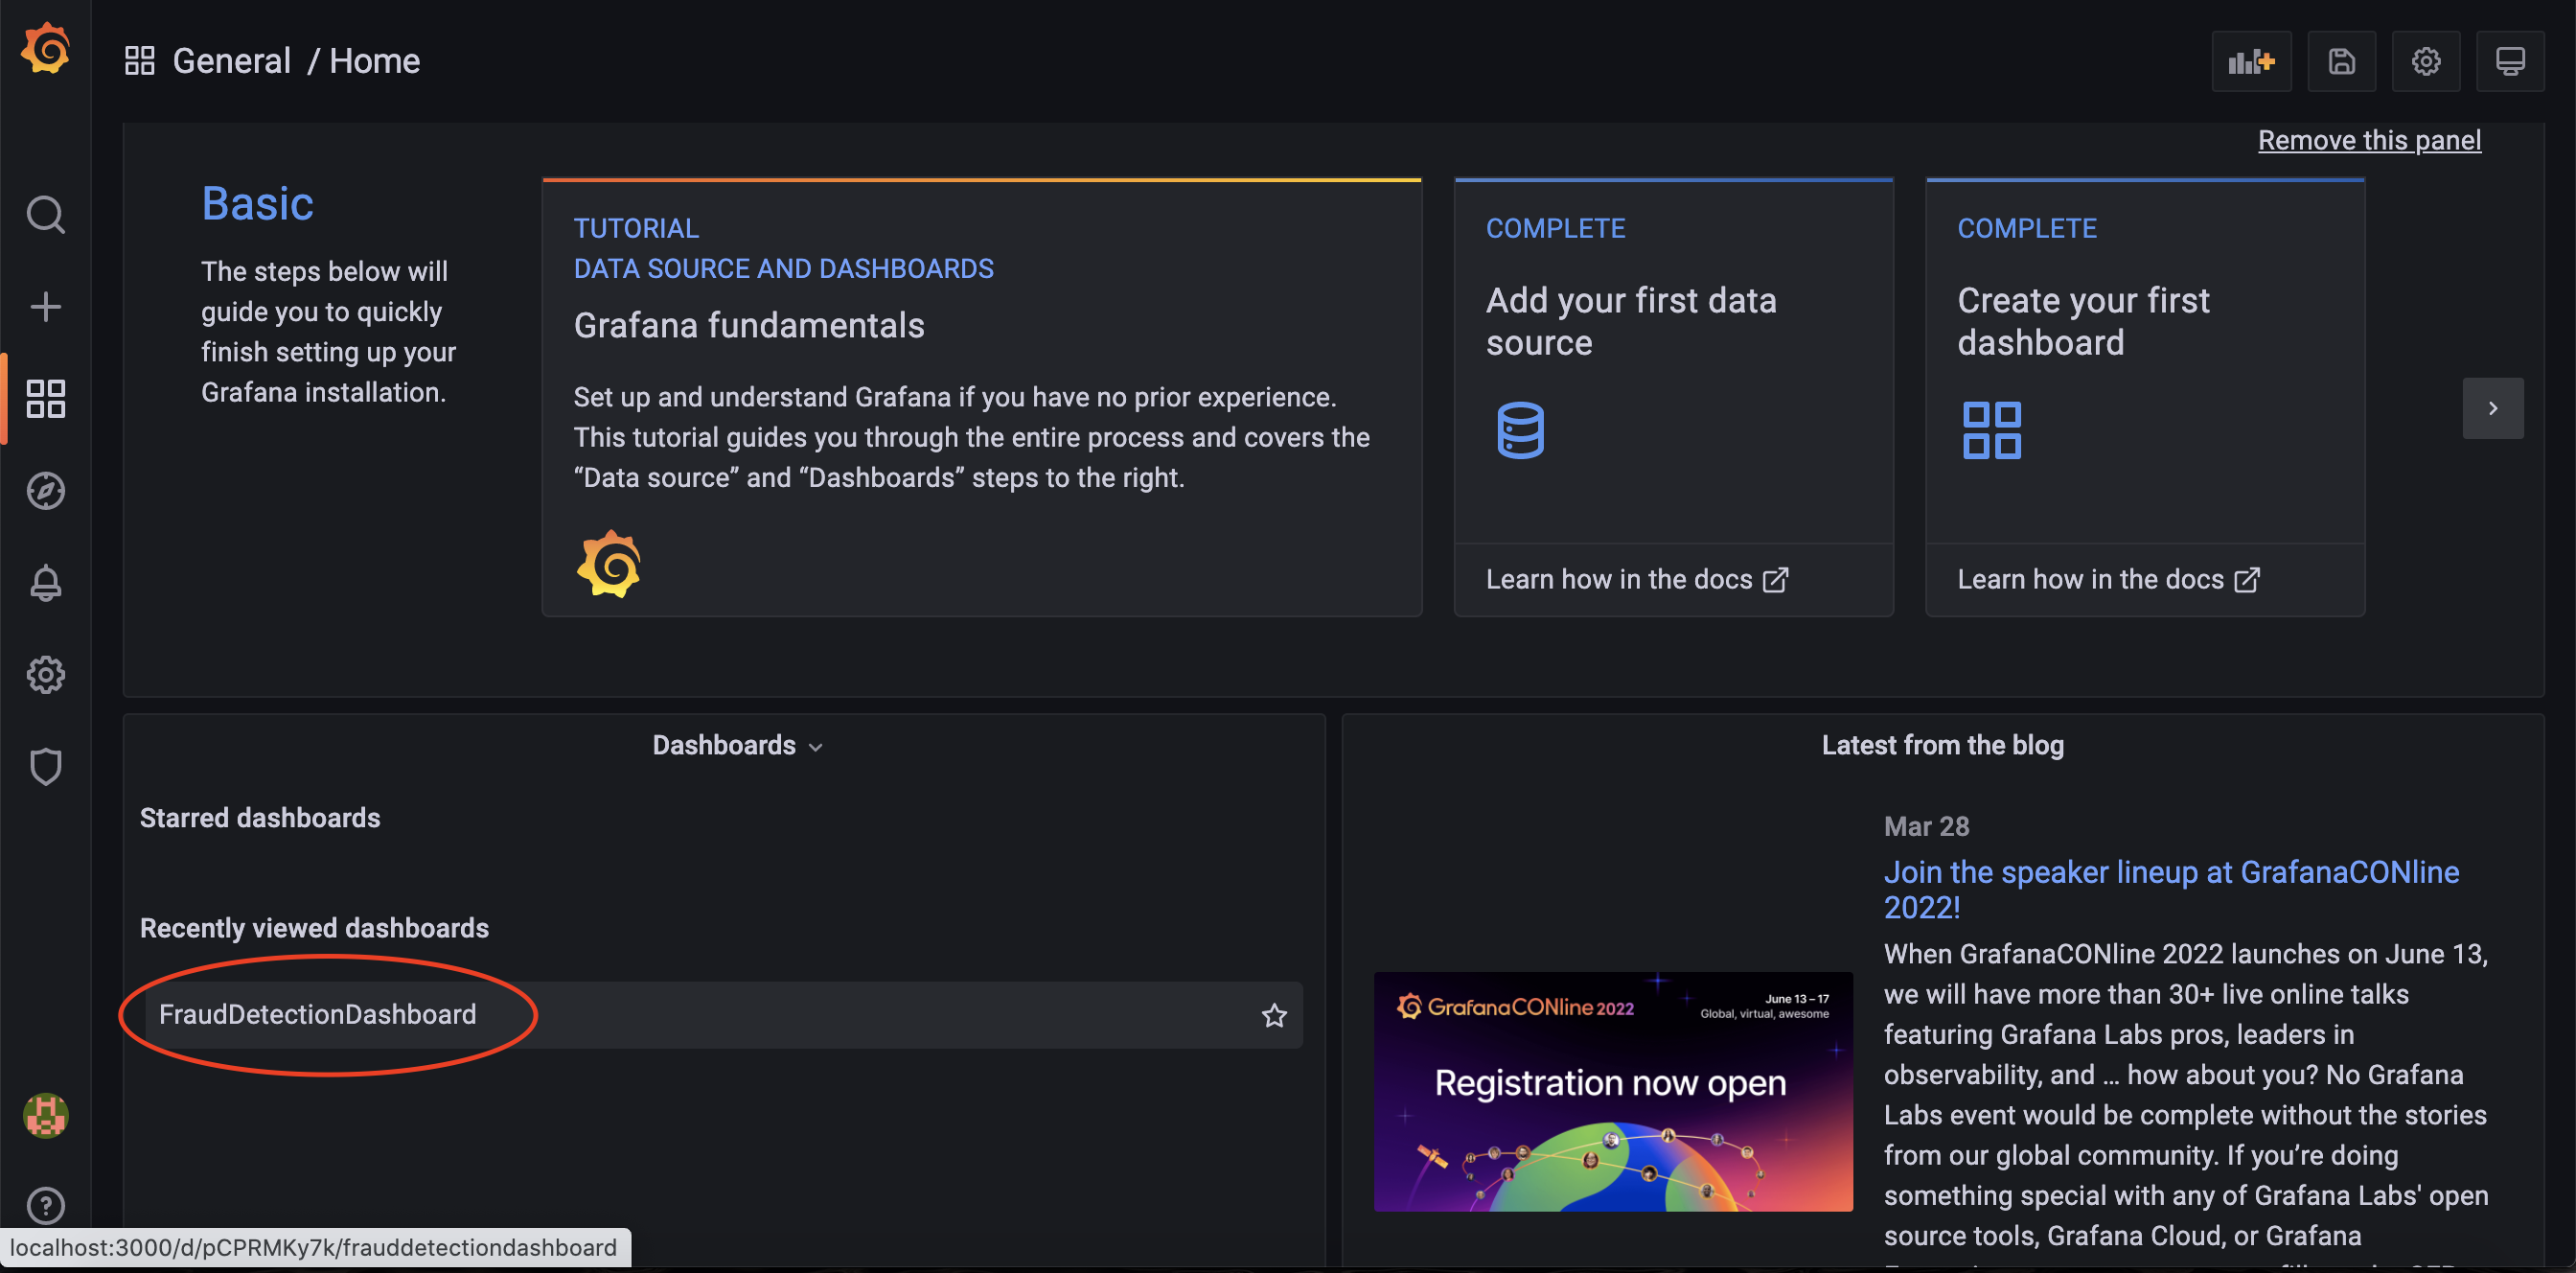 General / Home
Remove this panel
Basic
The steps below will
guide you to quickly
finish setting up your
Grafana installation.
TUTORIAL
DATA SOURCE AND DASHBOARDS
Grafana fundamentals
Set up and understand Grafana if you have no prior experience.
This tutorial guides you through the entire process and covers the
“Data source” and “Dashboards” steps to the right.
COMPLETE
Add your first data
source
Learn how in the docs
COMPLETE
Create your first
dashboard
Learn how in the docs
Dashboards
Starred dashboards
Recently viewed dashboards
FraudDetectionDashboard
Latest from the blog
GrafanaCONline 2022
June 13 – 17
Global, virtual, awesome
Registration now open
Mar 28
Join the speaker lineup at GrafanaCONline
2022!
When GrafanaCONline 2022 launches on June 13,
we will have more than 30+ live online talks
featuring Grafana Labs pros, leaders in
observability, and … how about you? No Grafana
Labs event would be complete without the stories
from our global community. If you’re doing
something special with any of Grafana Labs' open
source tools, Grafana Cloud, or Grafana
localhost:3000/d/pCPRMKy7k/frauddetectiondashboard